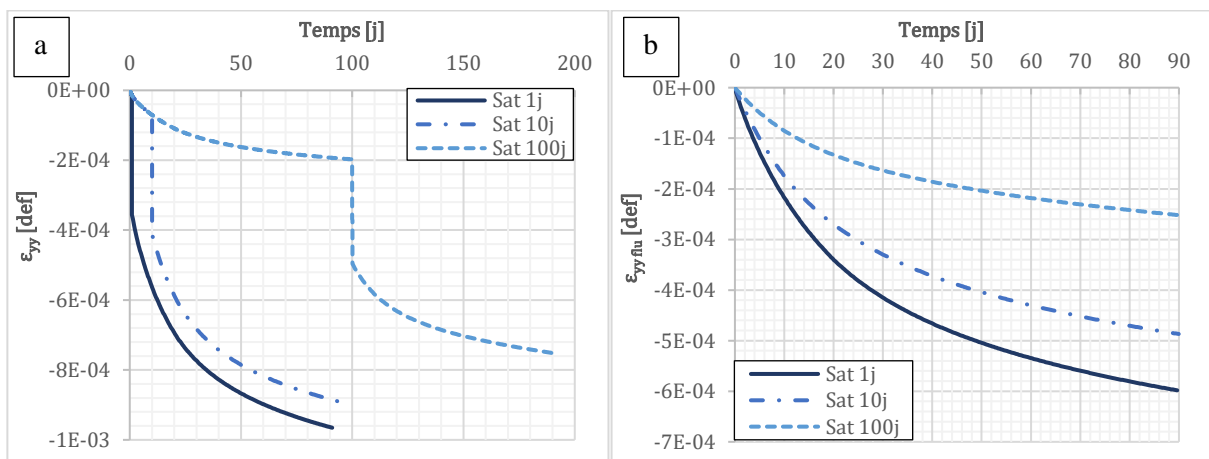 a
Temps [j]
0 50 100 150 200
0E+00
-2E-04
-4E-04
-6E-04
-8E-04
-1E-03
εyy [def]
Sat 1j
Sat 10j
Sat 100j
b
Temps [j]
0 10 20 30 40 50 60 70 80 90
0E+00
-1E-04
-2E-04
-3E-04
-4E-04
-5E-04
-6E-04
-7E-04
εyy flu [def]
Sat 1j
Sat 10j
Sat 100j